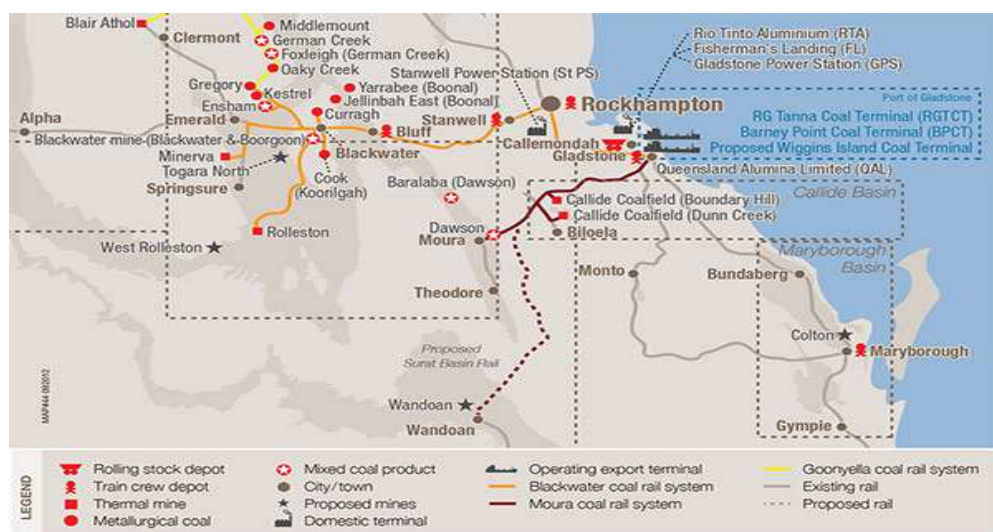 Blair Athol
Clermont
Middlemount
German Creek
Foxleigh (German Creek)
Oaky Creek
Gregory
Kestrel
Yarrabee (Boonal)
Jellinbah East (Boonal)
Ensham
Curragh
Emerald
Alpha
Blackwater mine (Blackwater & Boorgoon)
Bluff
Blackwater
Minerva
Togara North
Springsure
Cook
(Koorilgah)
Rolleston
West Rolleston
Stanwell Power Station (St PS)
Stanwell
Rockhampton
Rio Tinto Aluminium (RTA)
Fisherman's Landing (FL)
Gladstone Power Station (GPS)
Port of Gladstone
RG Tanna Coal Terminal (RGTCT)
Barney Point Coal Terminal (BPCT)
Proposed Wiggins Island Coal Terminal
Callemondah
Gladstone
Queensland Alumina Limited (QAL)
Callide Basin
Baralaba (Dawson)
Callide Coalfield (Boundary Hill)
Callide Coalfield (Dunn Creek)
Dawson
Moura
Biloela
Theodore
Monto
Bundaberg
Maryborough
Basin
Colton
Maryborough
Gympie
Proposed
Surat Basin Rail
Wandoan
Wandoan
MAP#44 092012
LEGEND
Rolling stock depot
Train crew depot
Thermal mine
Metallurgical coal
Mixed coal product
City/town
Proposed mines
Domestic terminal
Operating export terminal
Blackwater coal rail system
Moura coal rail system
Goonyella coal rail system
Existing rail
Proposed rail